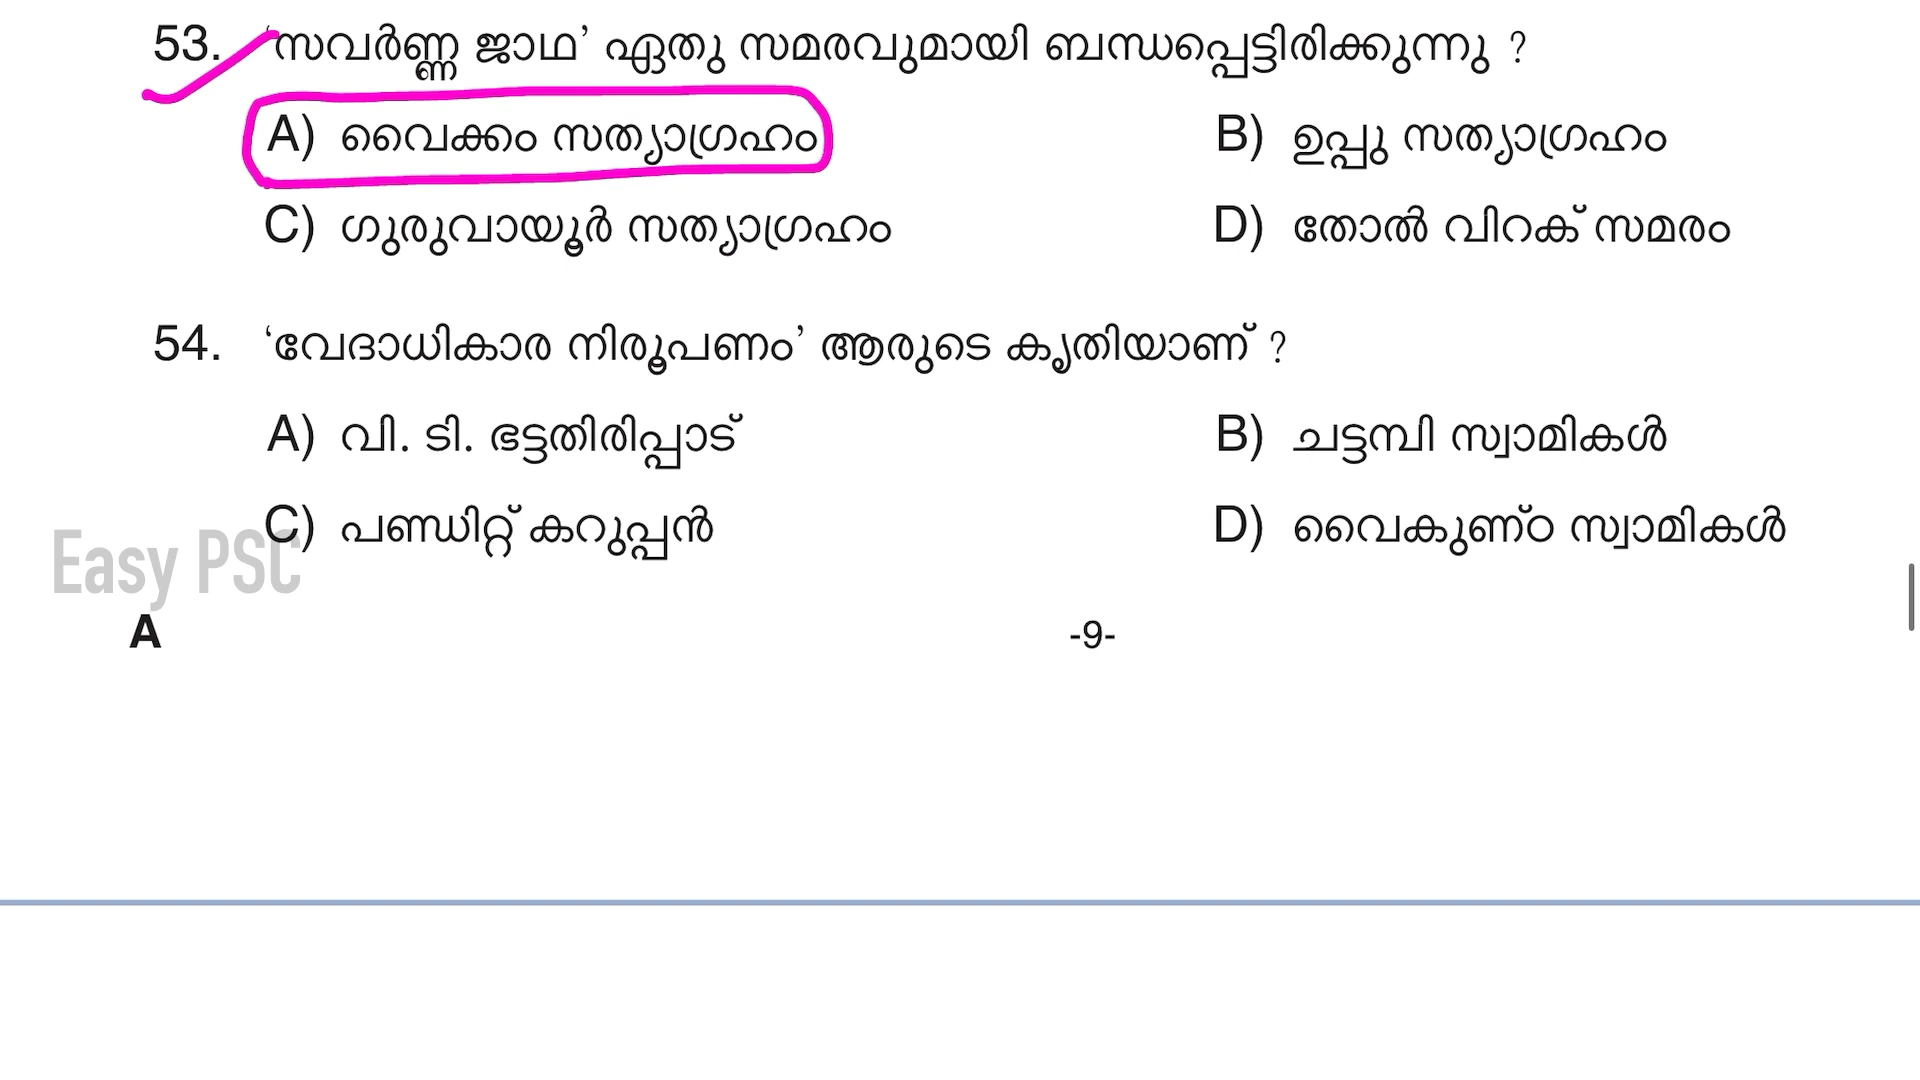 53. ‘സവർണ്ണ ജാഥ’ ഏതു സമരവുമായി ബന്ധപ്പെട്ടിരിക്കുന്നു ?
A) വൈക്കം സത്യാഗ്രഹം B) ഉപ്പു സത്യാഗ്രഹം
C) ഗുരുവായൂർ സത്യാഗ്രഹം D) തോൽ വിറക് സമരം
54. ‘വേദാധികാര നിരൂപണം’ ആരുടെ കൃതിയാണ് ?
A) വി. ടി. ഭട്ടതിരിപ്പാട് B) ചട്ടമ്പി സ്വാമികൾ
C) പണ്ഡിറ്റ് കറുപ്പൻ D) വൈകുണ്ഠ സ്വാമികൾ
Easy PSC
A -9-